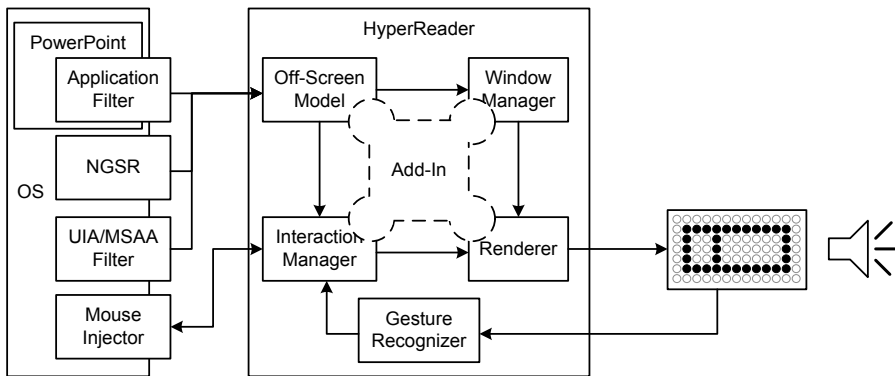 PowerPoint
Application
Filter
NGSR
OS
UIA/MSAA
Filter
Mouse
Injector
HyperReader
Off-Screen
Model
Window
Manager
Add-In
Interaction
Manager
Renderer
Gesture
Recognizer